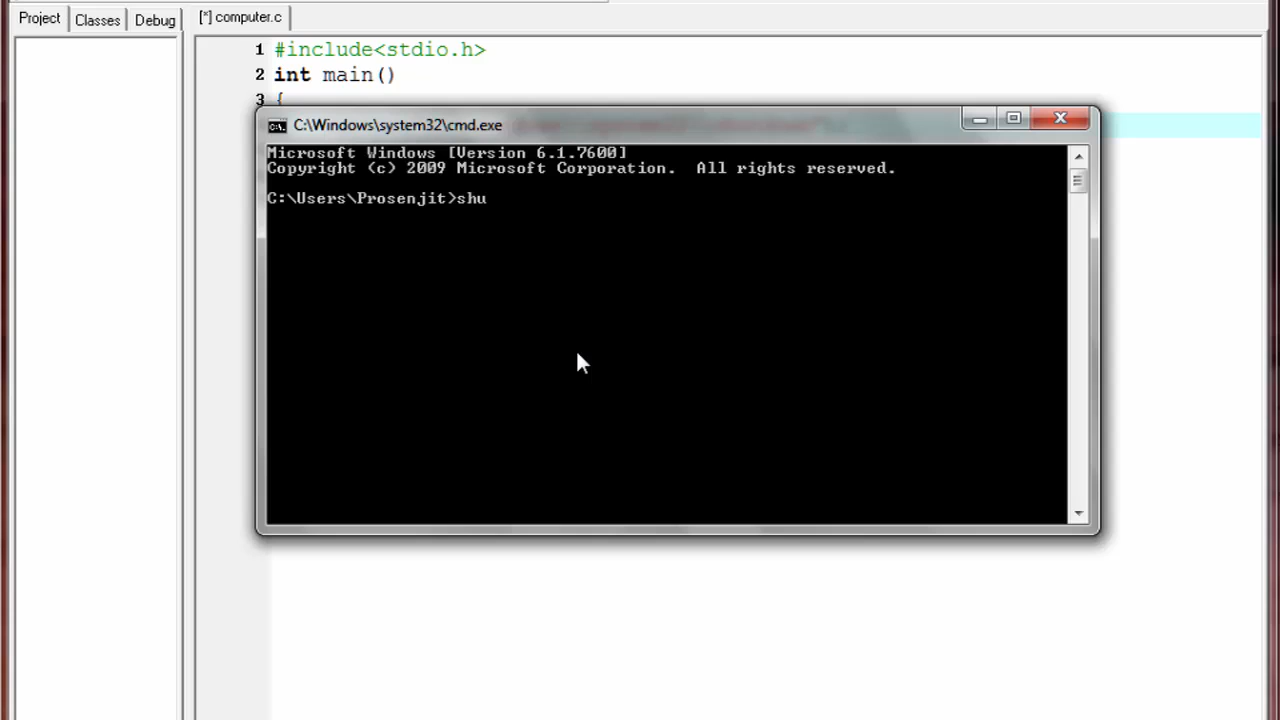 Project Classes Debug [*] computer.c
1 #include<stdio.h>
2 int main()
3 {
C:\Windows\system32\cmd.exe
Microsoft Windows [Version 6.1.7600]
Copyright (c) 2009 Microsoft Corporation. All rights reserved.
C:\Users\Prosenjit>shu